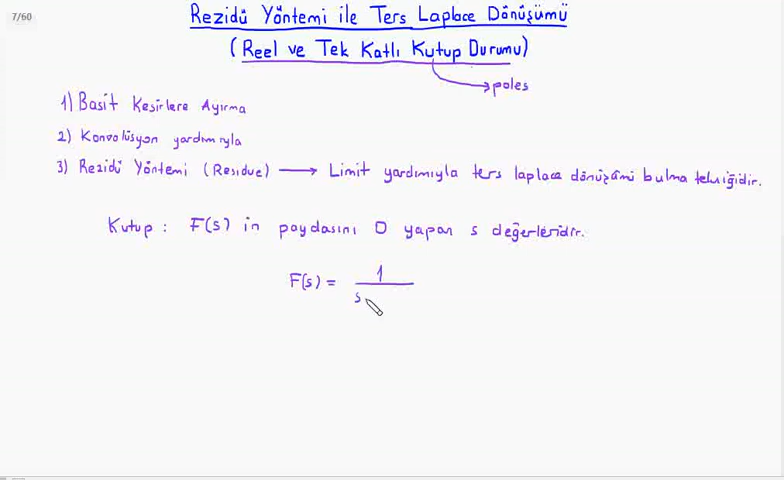 7/60
Rezidü Yöntemi ile Ters Laplace Dönüşümü
(Reel ve Tek Katlı Kutup Durumu)
poles
1) Basit Kesirlere Ayırma
2) Konvolüsyon yardımıyla
3) Rezidü Yöntemi (Residue) → Limit yardımıyla ters laplace dönüşümü bulma tekniğidir.
Kutup : F(s) in paydasını 0 yapan s değerleridir.
F(s) = 1
s